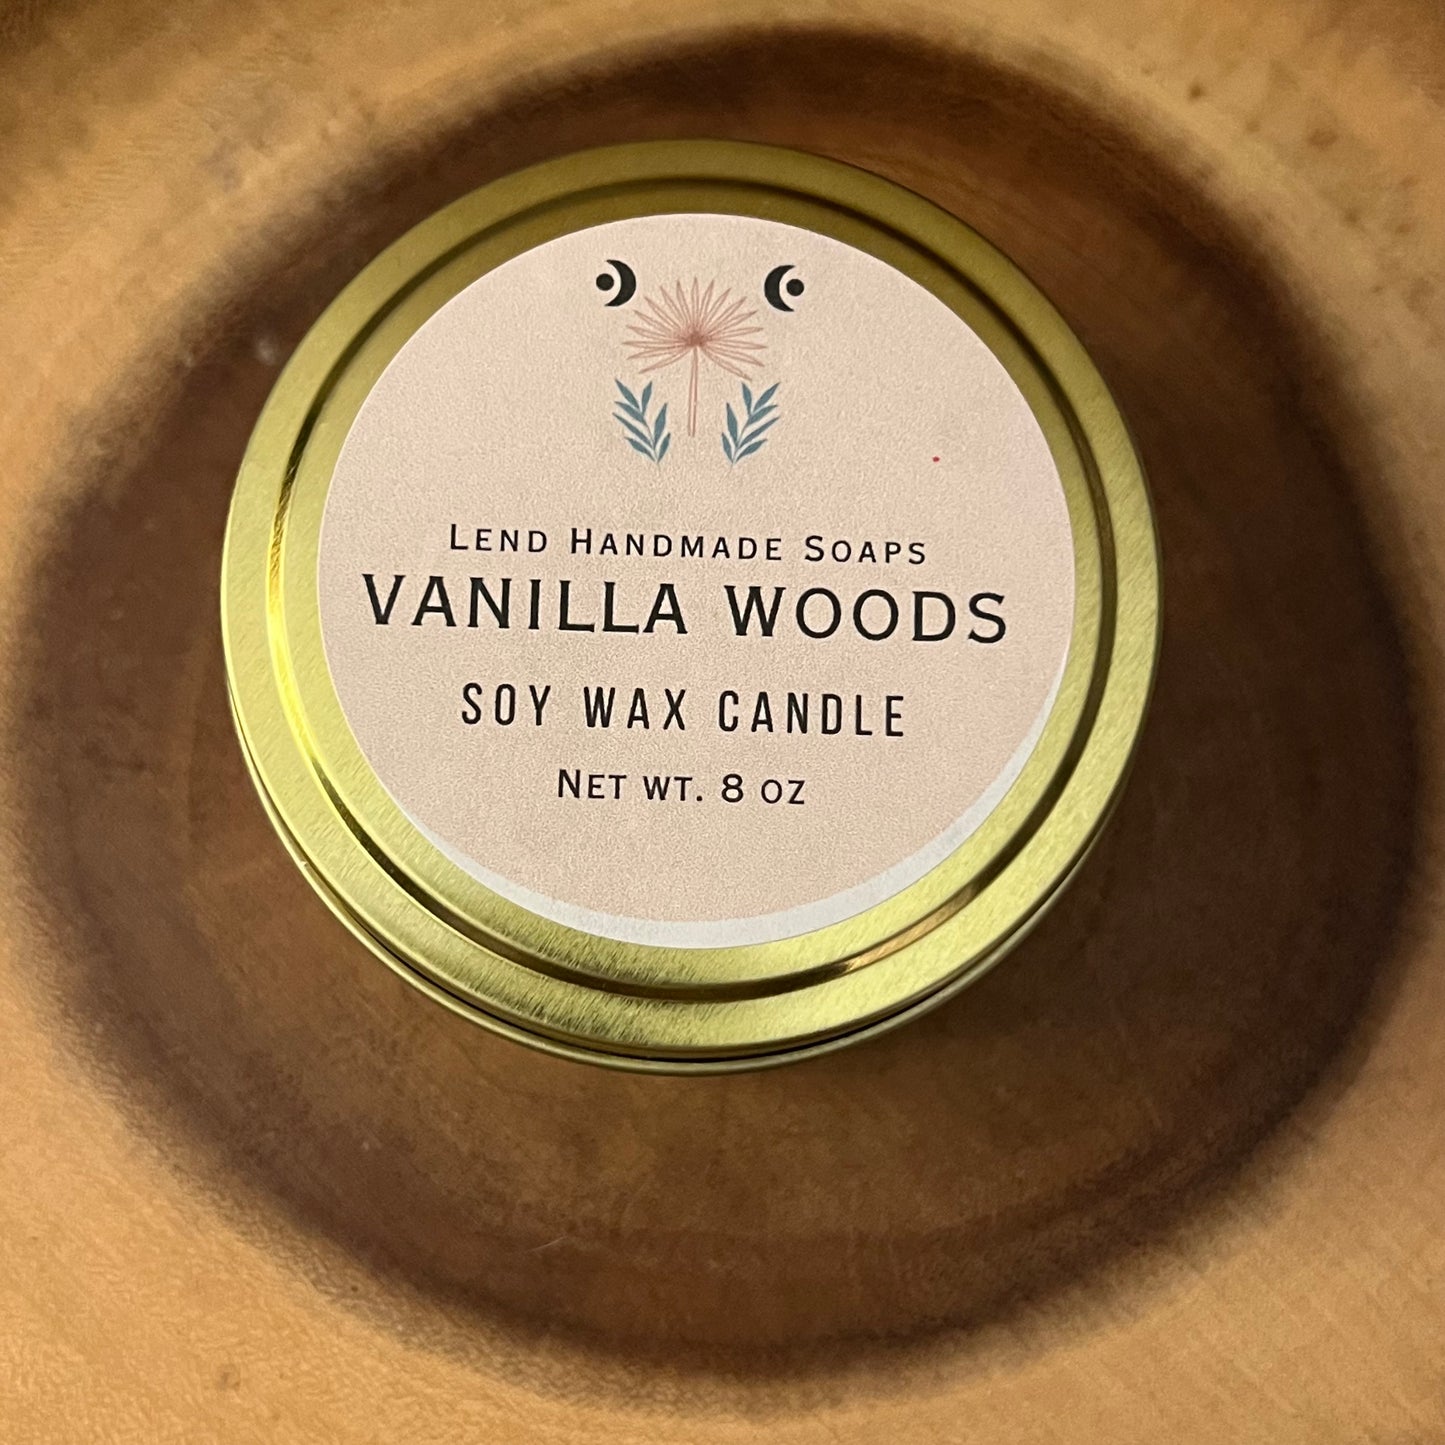 Lend Handmade Soaps
VANILLA WOODS
SOY WAX CANDLE
Net wt. 8 oz